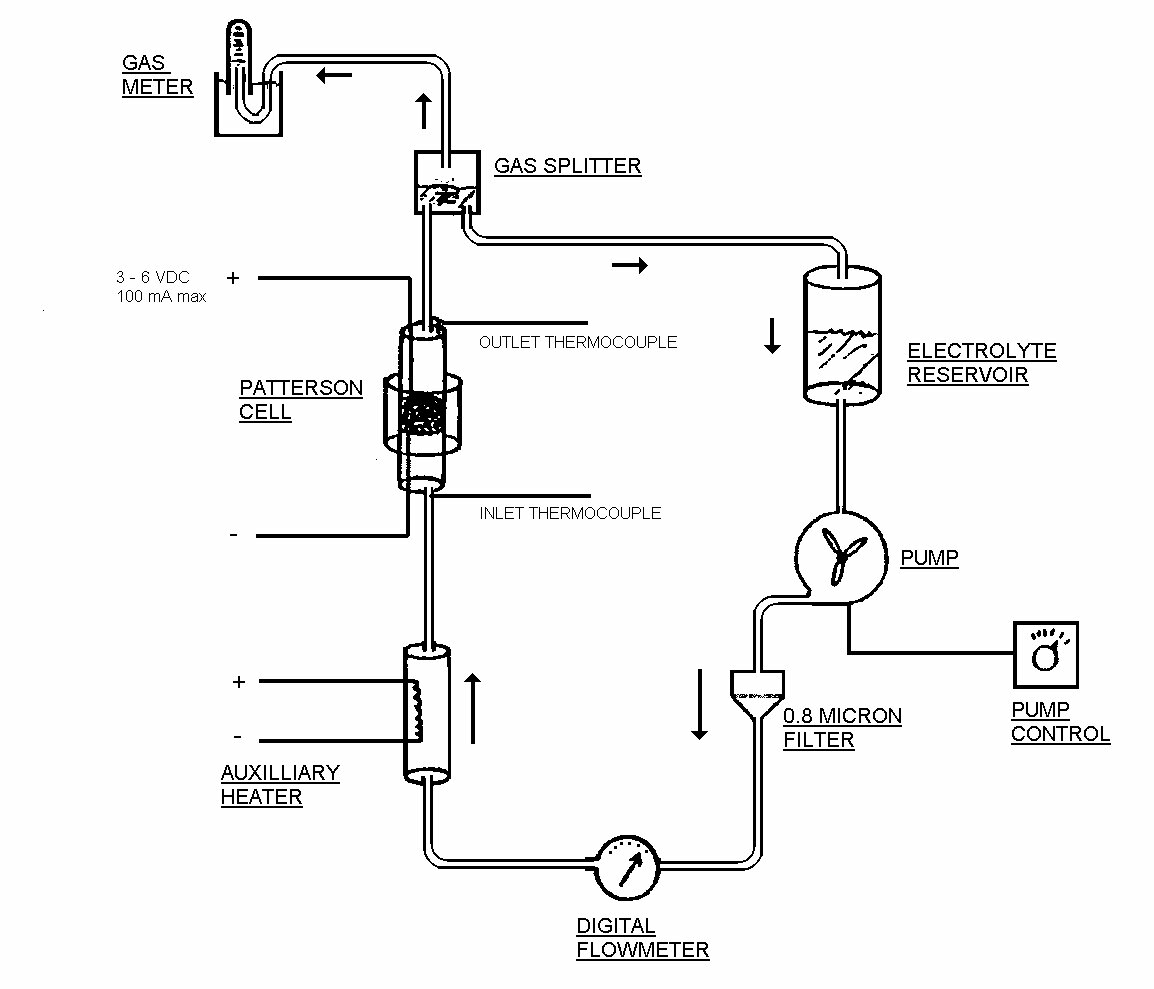 GAS
METER
GAS SPLITTER
3 - 6 VDC
100 mA max
+
OUTLET THERMOCOUPLE
ELECTROLYTE
RESERVOIR
PATTERSON
CELL
INLET THERMOCOUPLE
-
PUMP
+
-
0.8 MICRON
FILTER
PUMP
CONTROL
AUXILLIARY
HEATER
DIGITAL
FLOWMETER